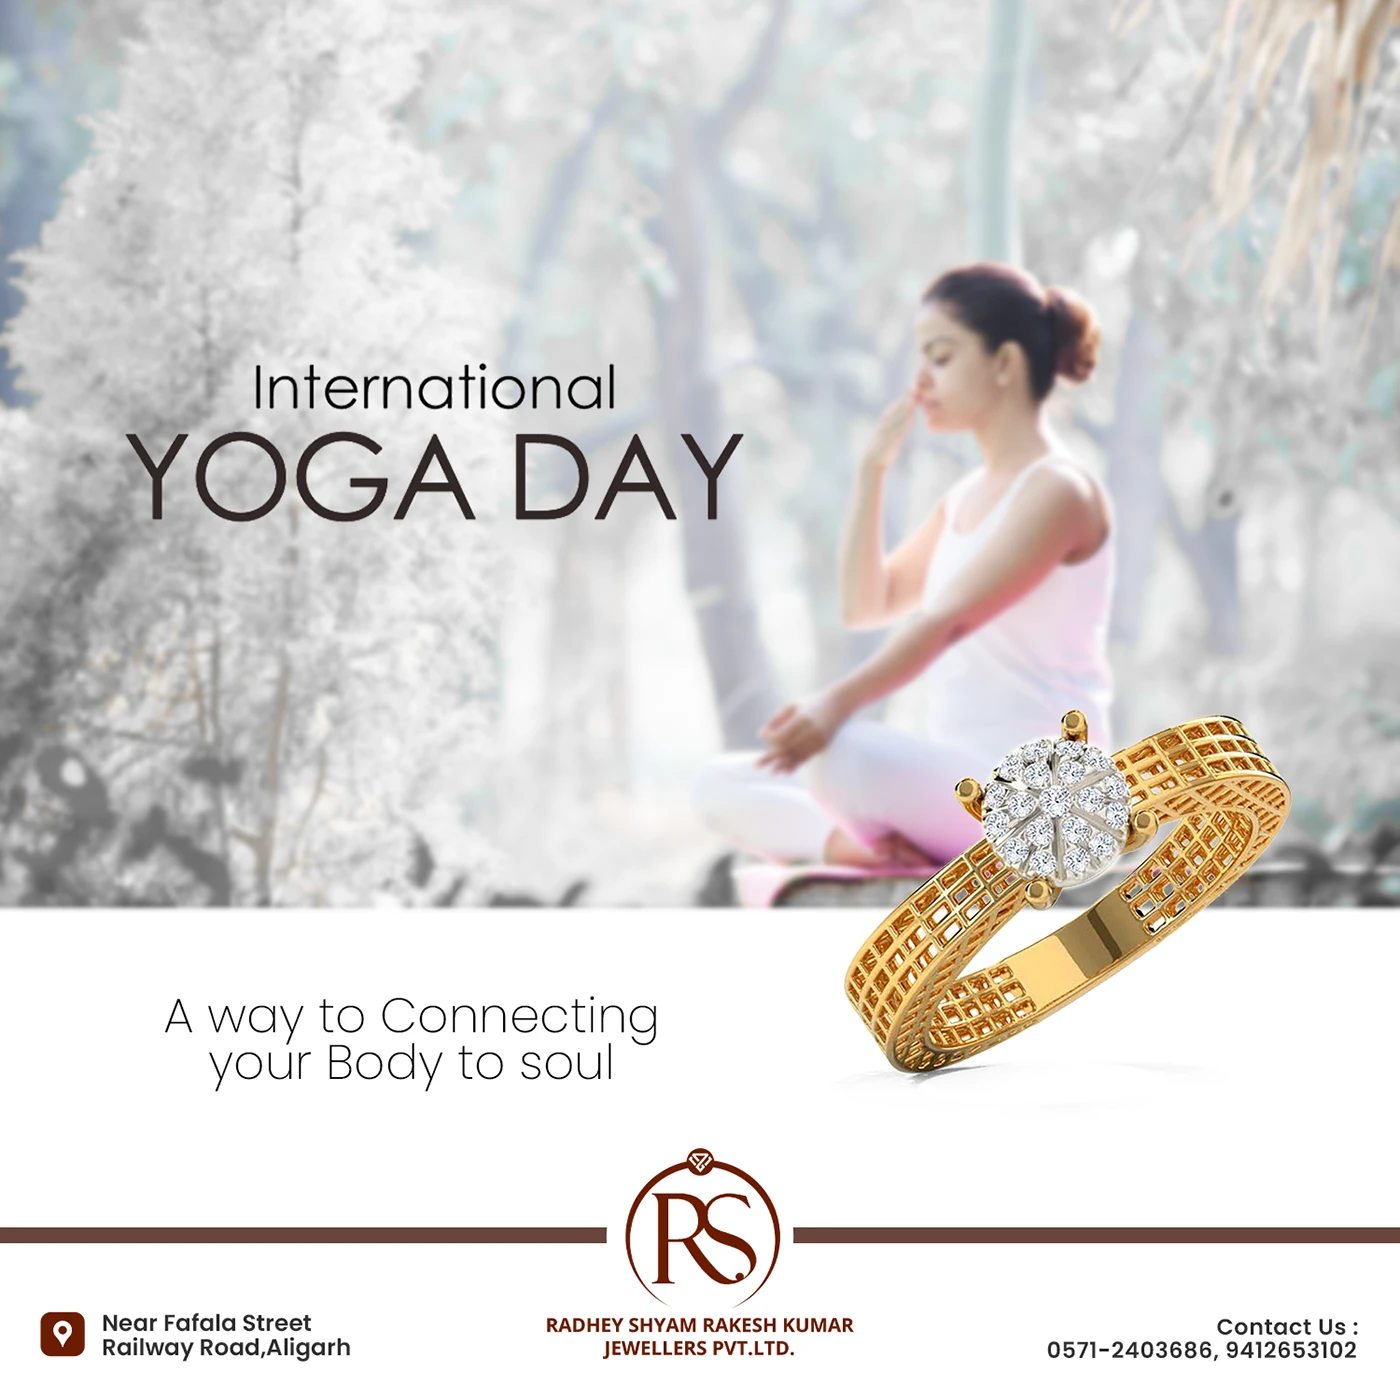 International
YOGA DAY
A way to Connecting
your Body to soul
RS
RADHEY SHYAM RAKESH KUMAR
JEWELLERS PVT.LTD.
Near Fafala Street
Railway Road,Aligarh
Contact Us :
0571-2403686, 9412653102